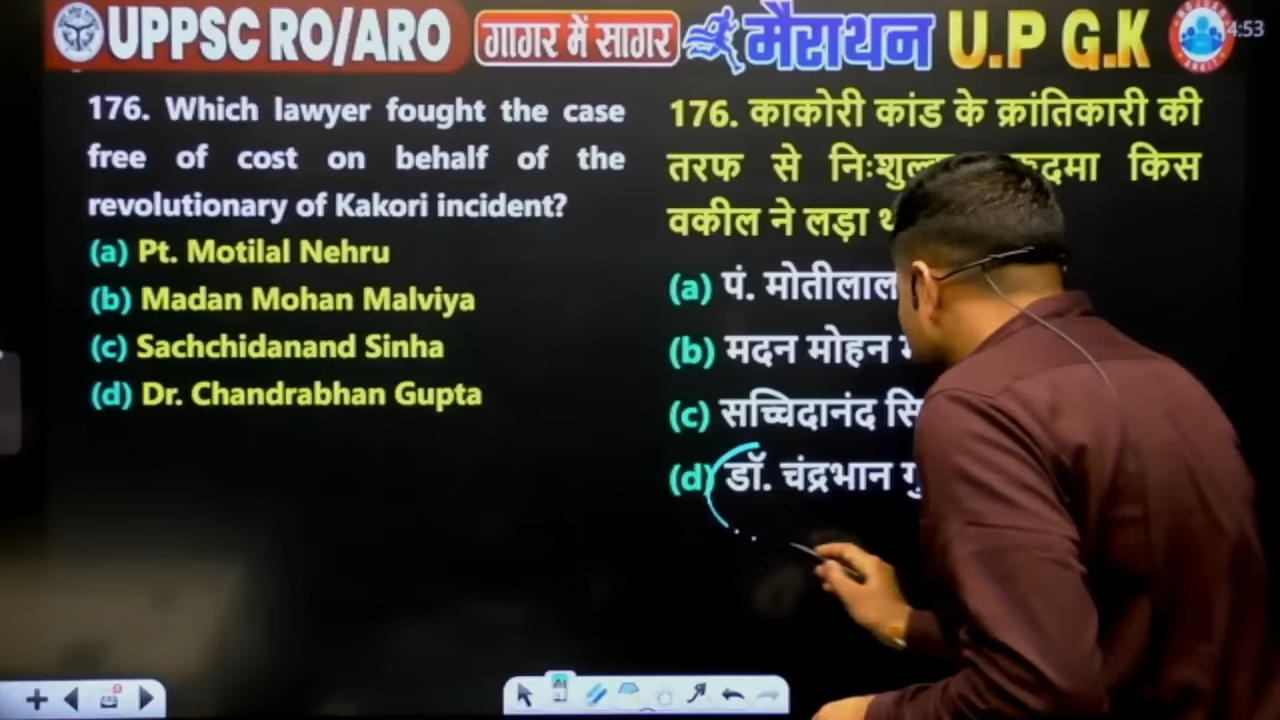 UPPSC RO/ARO गागर में सागर मैराथन U.P G.K
4:53
176. Which lawyer fought the case
free of cost on behalf of the
revolutionary of Kakori incident?
(a) Pt. Motilal Nehru
(b) Madan Mohan Malviya
(c) Sachchidanand Sinha
(d) Dr. Chandrabhan Gupta
176. काकोरी कांड के क्रांतिकारी की
तरफ से किस
वकील ने लड़ा
(a) पं. मोतीलाल
(b) मदन मोहन
(c) सच्चिदानंद
(d) डॉ. चंद्रभान